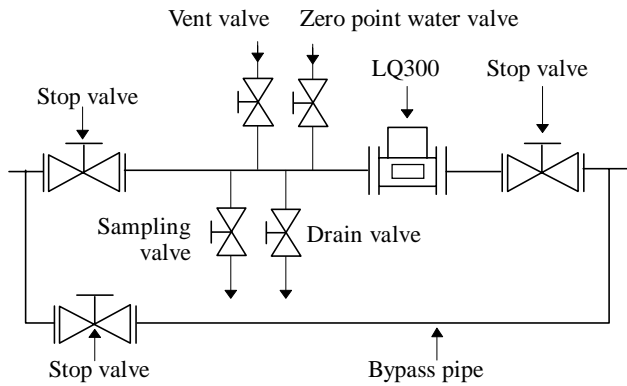 Vent valve
Zero point water valve
LQ300
Stop valve
Stop valve
Sampling
valve
Drain valve
Stop valve
Bypass pipe